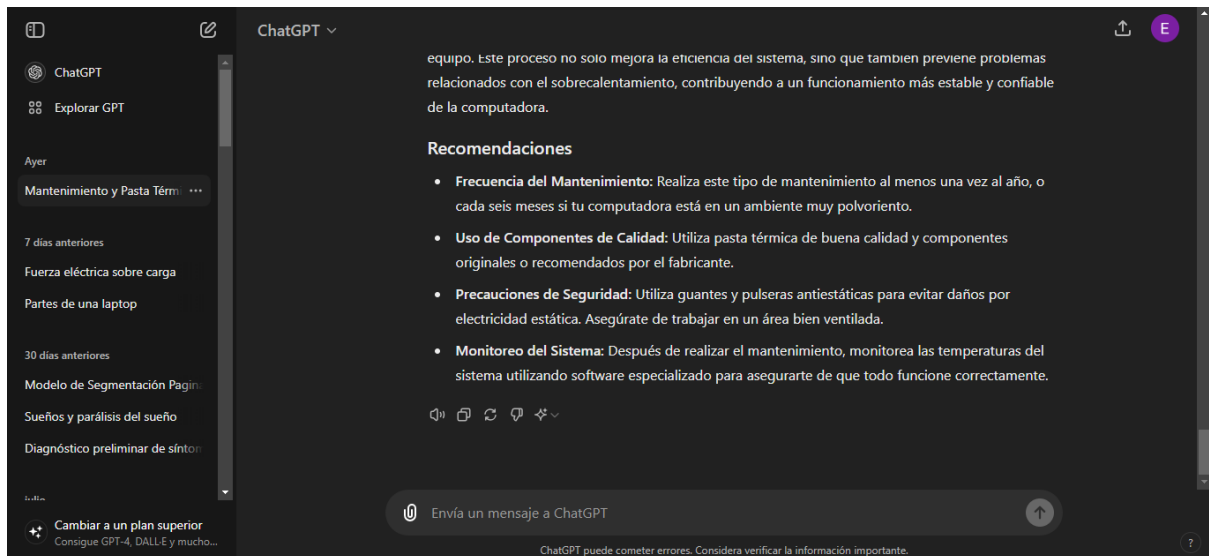 ChatGPT
Explorar GPT
Ayer
Mantenimiento y Pasta Térmi
7 días anteriores
Fuerza eléctrica sobre carga
Partes de una laptop
30 días anteriores
Modelo de Segmentación Pagin
Sueños y parálisis del sueño
Diagnóstico preliminar de síntom
julio
Cambiar a un plan superior
Consigue GPT-4, DALL·E y mucho...
ChatGPT
E
equipo. Este proceso no solo mejora la eficiencia del sistema, sino que también previene problemas
relacionados con el sobrecalentamiento, contribuyendo a un funcionamiento más estable y confiable
de la computadora.
Recomendaciones
• Frecuencia del Mantenimiento: Realiza este tipo de mantenimiento al menos una vez al año, o
cada seis meses si tu computadora está en un ambiente muy polvoriento.
• Uso de Componentes de Calidad: Utiliza pasta térmica de buena calidad y componentes
originales o recomendados por el fabricante.
• Precauciones de Seguridad: Utiliza guantes y pulseras antiestáticas para evitar daños por
electricidad estática. Asegúrate de trabajar en un área bien ventilada.
• Monitoreo del Sistema: Después de realizar el mantenimiento, monitorea las temperaturas del
sistema utilizando software especializado para asegurarte de que todo funcione correctamente.
Envía un mensaje a ChatGPT
ChatGPT puede cometer errores. Considera verificar la información importante.
?